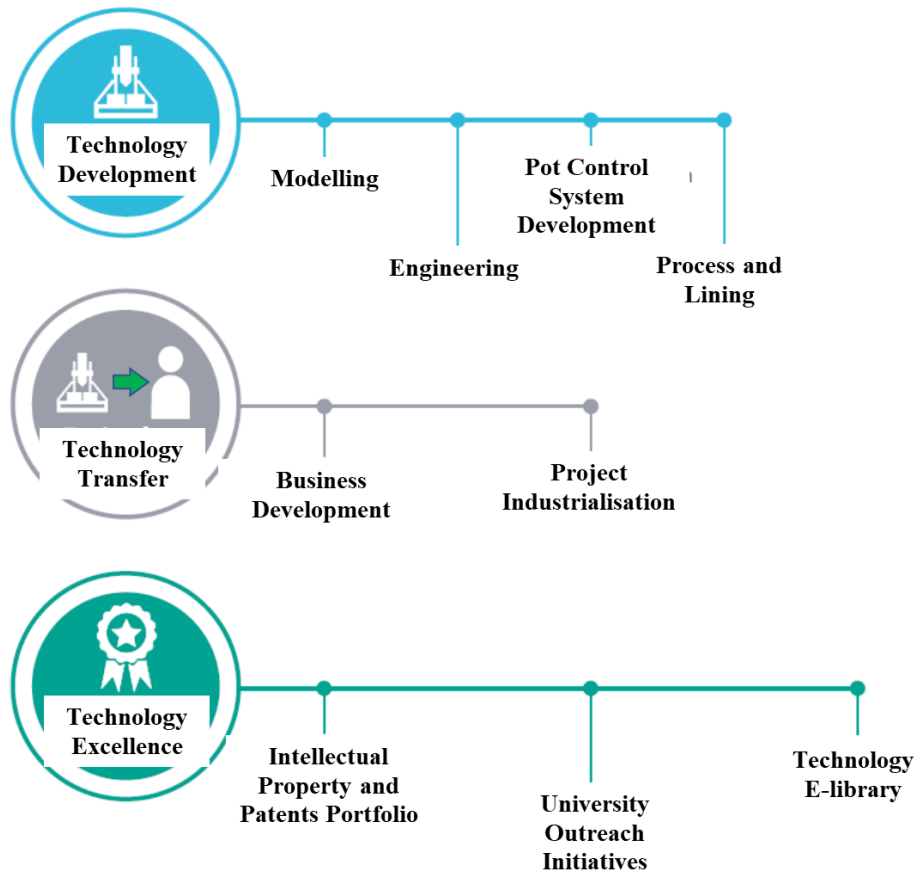 Technology
Development
Modelling
Engineering
Pot Control
System
Development
Process and
Lining
Technology
Transfer
Business
Development
Project
Industrialisation
Technology
Excellence
Intellectual
Property and
Patents Portfolio
University
Outreach
Initiatives
Technology
E-library